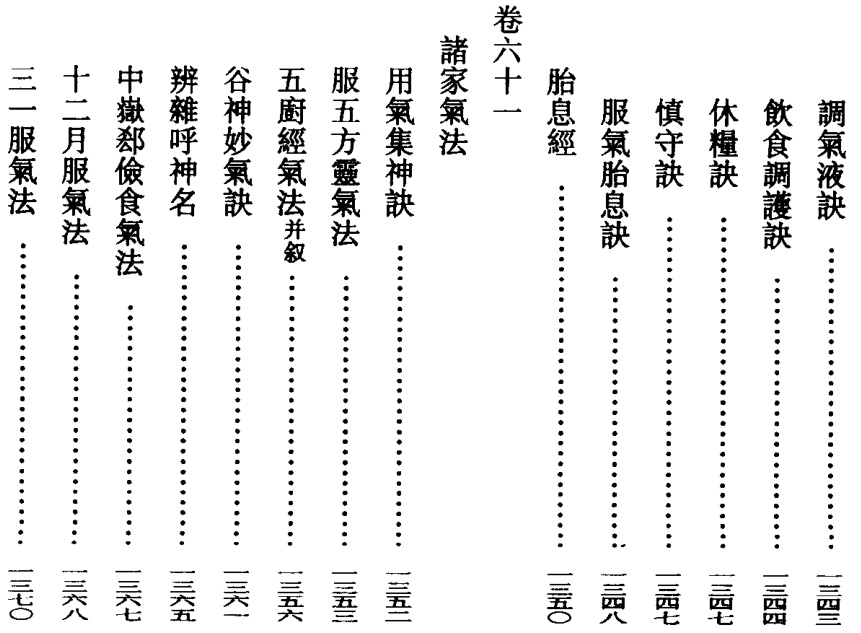 調氣液訣……一三四三
飲食調護訣……一三四四
休糧訣……一三四七
慎守訣……一三四七
服氣胎息訣……一三四八
胎息經……一三五〇
卷六十一
諸家氣法
用氣集神訣……一三五二
服五方靈氣法……一三五三
五廚經氣法并叙……一三五六
谷神妙氣訣……一三六一
辨雜呼神名……一三六五
中嶽郄儉食氣法……一三六七
十二月服氣法……一三六八
三一服氣法……一三七〇